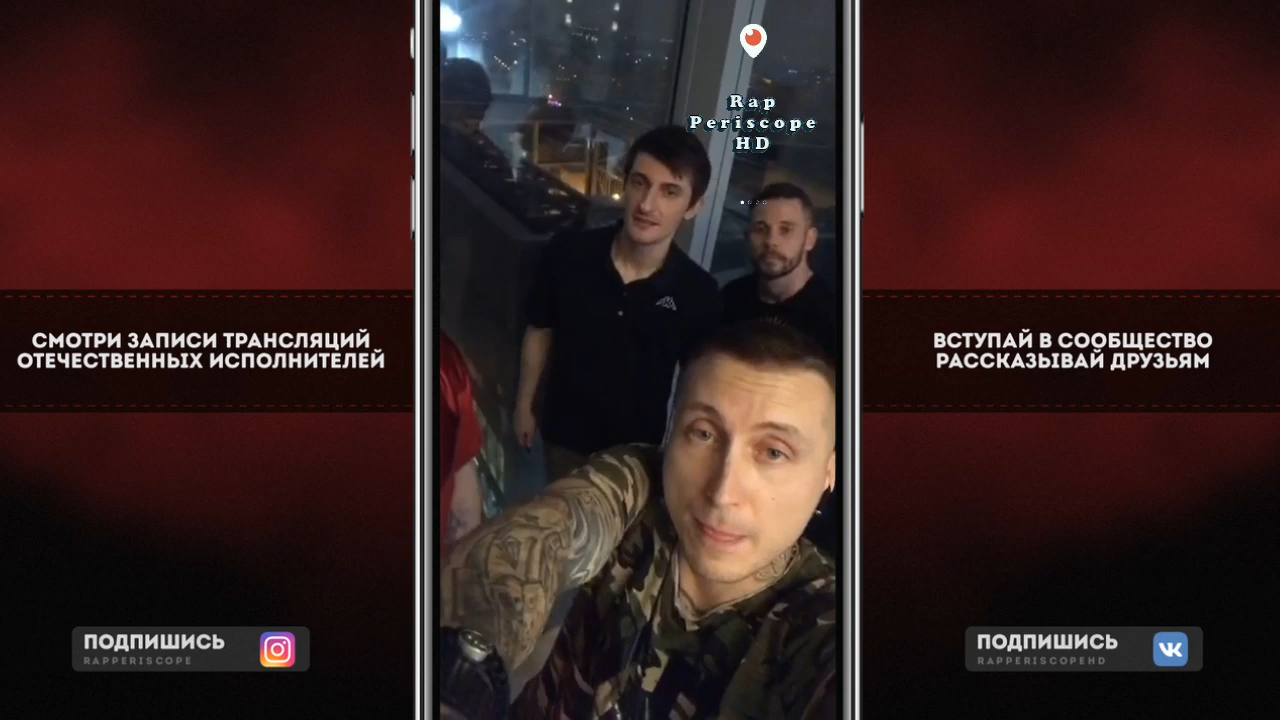 Rap
Periscope
HD
СМОТРИ ЗАПИСИ ТРАНСЛЯЦИЙ
ОТЕЧЕСТВЕННЫХ ИСПОЛНИТЕЛЕЙ
ВСТУПАЙ В СООБЩЕСТВО
РАССКАЗЫВАЙ ДРУЗЬЯМ
ПОДПИШИСЬ
RAPPERISCOPE
ПОДПИШИСЬ
RAPPERISCOPEHD